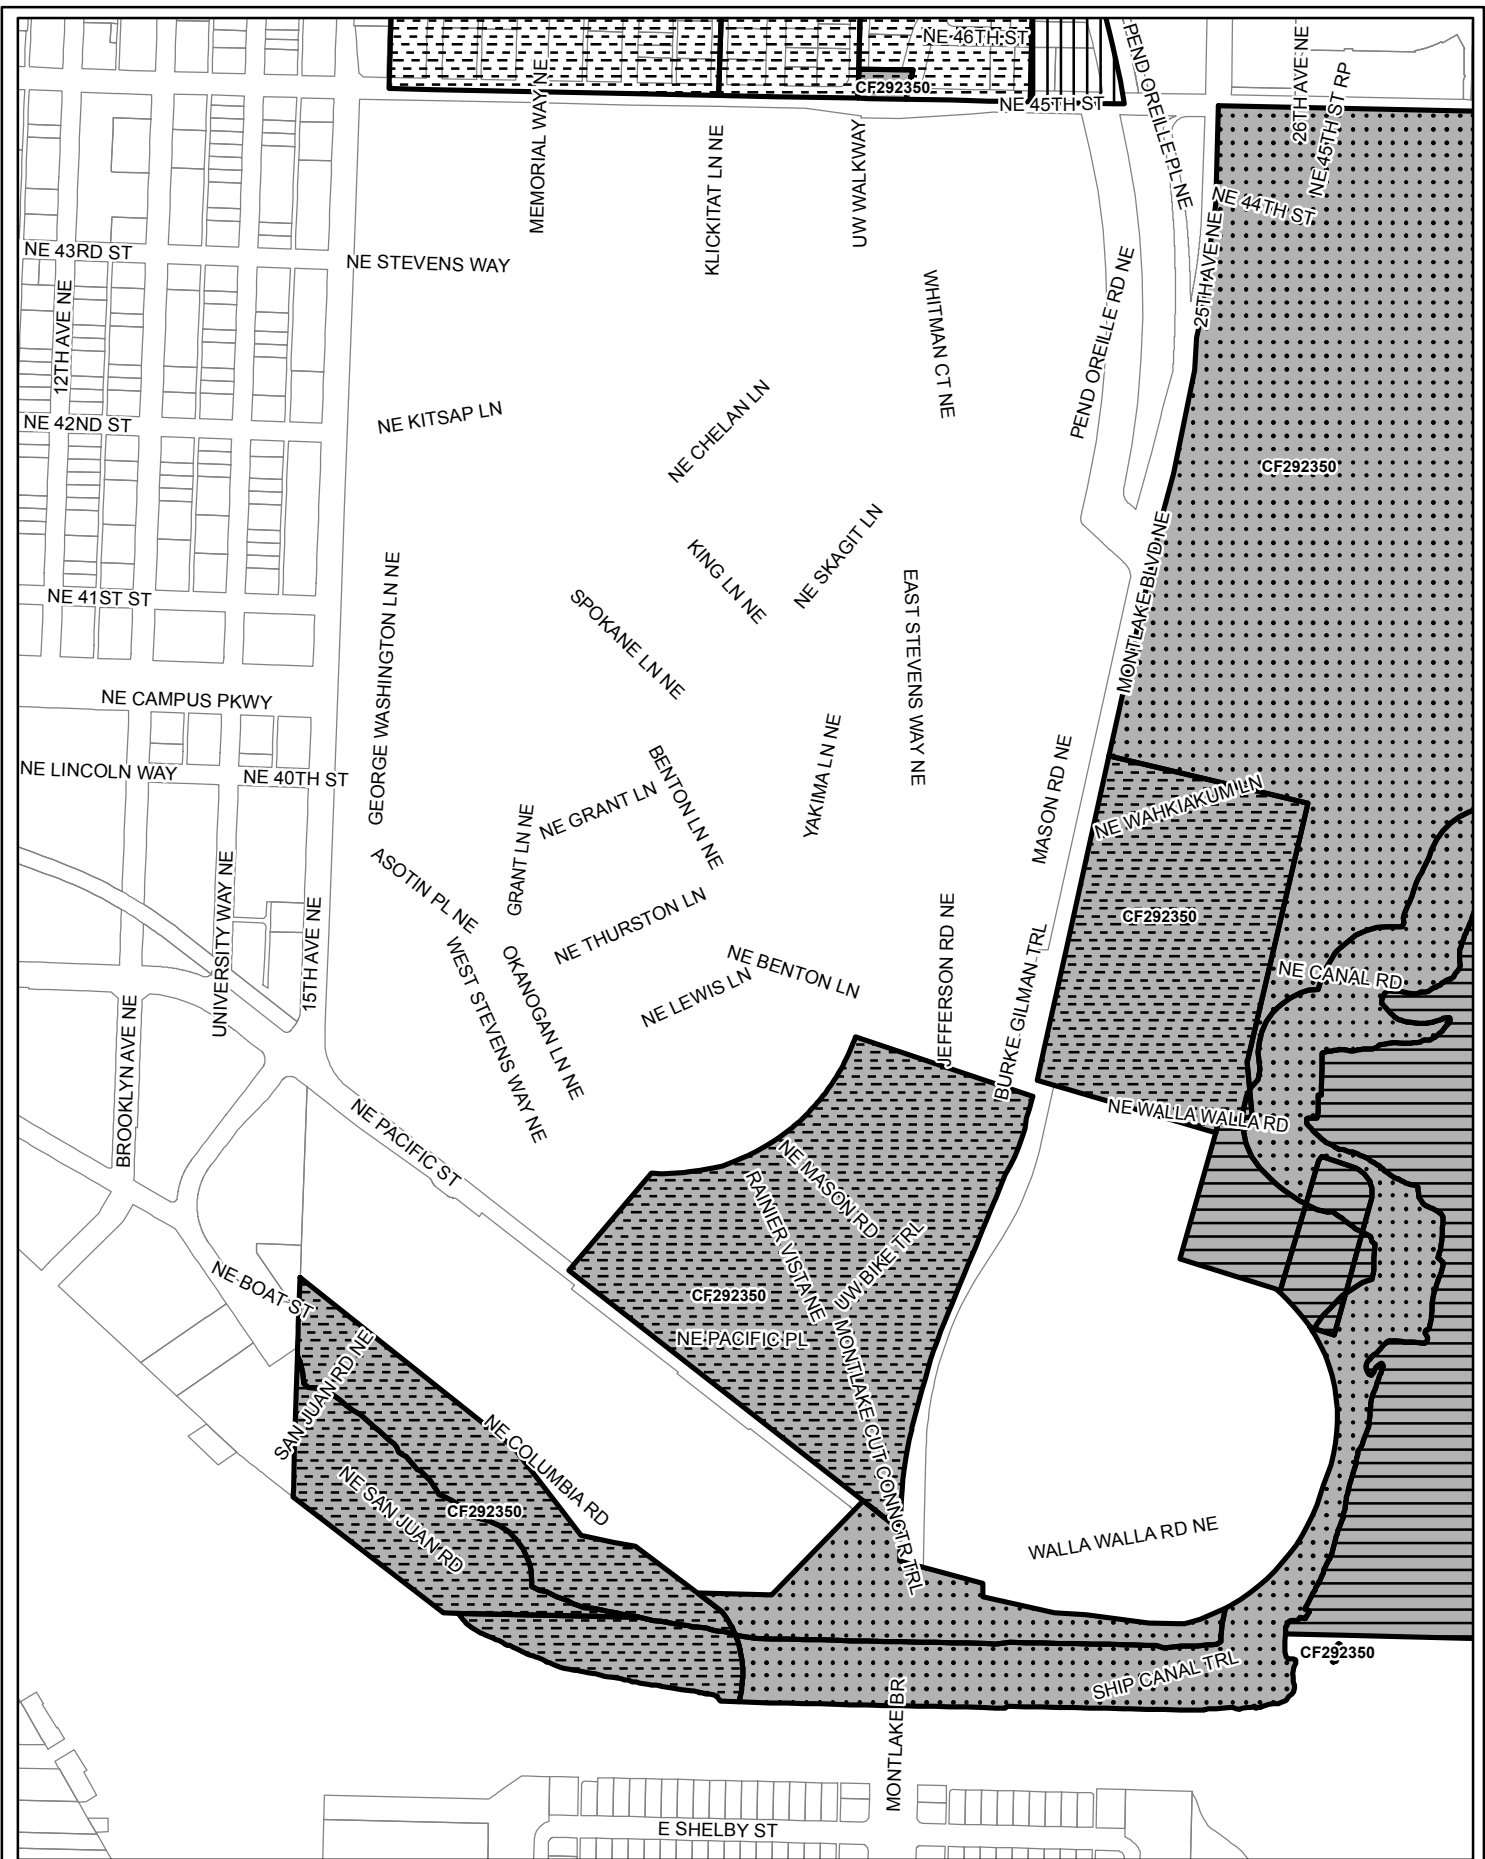 NE 46TH ST
CF292350
NE 45TH ST
PEND OREILLE PL NE
26TH AVE NE
NE 45TH ST RP
MEMORIAL WAY NE
KLICKITAT LN NE
UW WALKWAY
NE 44TH ST
25TH AVE NE
NE 43RD ST
NE STEVENS WAY
12TH AVE NE
WHITMAN CT NE
PEND OREILLE RD NE
NE KITSAP LN
NE CHELAN LN
NE 42ND ST
CF292350
KING LN NE
NE SKAGIT LN
MONTLAKE BLVD NE
NE 41ST ST
GEORGE WASHINGTON LN NE
SPOKANE LN NE
EAST STEVENS WAY NE
NE CAMPUS PKWY
NE LINCOLN WAY
NE 40TH ST
BENTON LN NE
YAKIMA LN NE
MASON RD NE
NE GRANT LN
GRANT LN NE
NE WAHKIAKUM LN
ASOTIN PL NE
UNIVERSITY WAY NE
15TH AVE NE
NE THURSTON LN
CF292350
JEFFERSON RD NE
BURKE GILMAN TRL
WEST STEVENS WAY NE
OKANOGAN LN NE
NE LEWIS LN
NE BENTON LN
NE CANAL RD
BROOKLYN AVE NE
NE PACIFIC ST
NE WALLA WALLA RD
NE MASON RD
RAINIER VISTA NE
UW BIKE TRL
NE BOAT ST
CF292350
NE PACIFIC PL
SAN JUAN RD NE
MONTLAKE CUT CONNCTR TRL
NE COLUMBIA RD
NE SAN JUAN RD
CF292350
WALLA WALLA RD NE
CF292350
SHIP CANAL TRL
MONTLAKE BR
E SHELBY ST